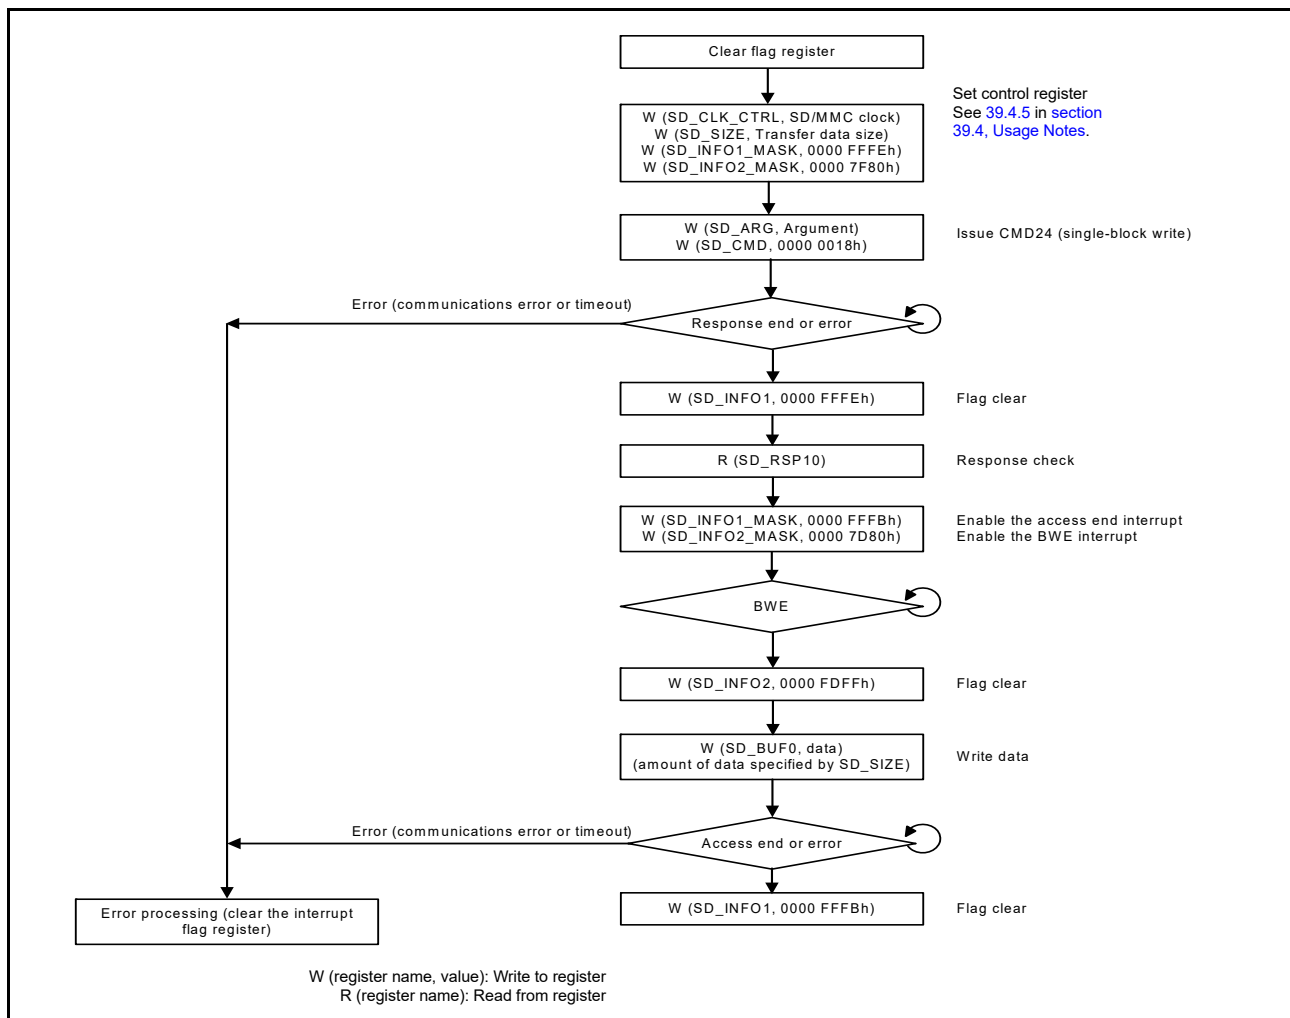 Clear flag register
Set control register
See 39.4.5 in section
39.4, Usage Notes.
W (SD_CLK_CTRL, SD/MMC clock)
W (SD_SIZE, Transfer data size)
W (SD_INFO1_MASK, 0000 FFFEh)
W (SD_INFO2_MASK, 0000 7F80h)
W (SD_ARG, Argument)
W (SD_CMD, 0000 0018h)
Issue CMD24 (single-block write)
Error (communications error or timeout)
Response end or error
W (SD_INFO1, 0000 FFFEh)
Flag clear
R (SD_RSP10)
Response check
W (SD_INFO1_MASK, 0000 FFFBh)
W (SD_INFO2_MASK, 0000 7D80h)
Enable the access end interrupt
Enable the BWE interrupt
BWE
W (SD_INFO2, 0000 FDFFh)
Flag clear
W (SD_BUF0, data)
(amount of data specified by SD_SIZE)
Write data
Error (communications error or timeout)
Access end or error
Error processing (clear the interrupt
flag register)
W (SD_INFO1, 0000 FFFBh)
Flag clear
W (register name, value): Write to register
R (register name): Read from register